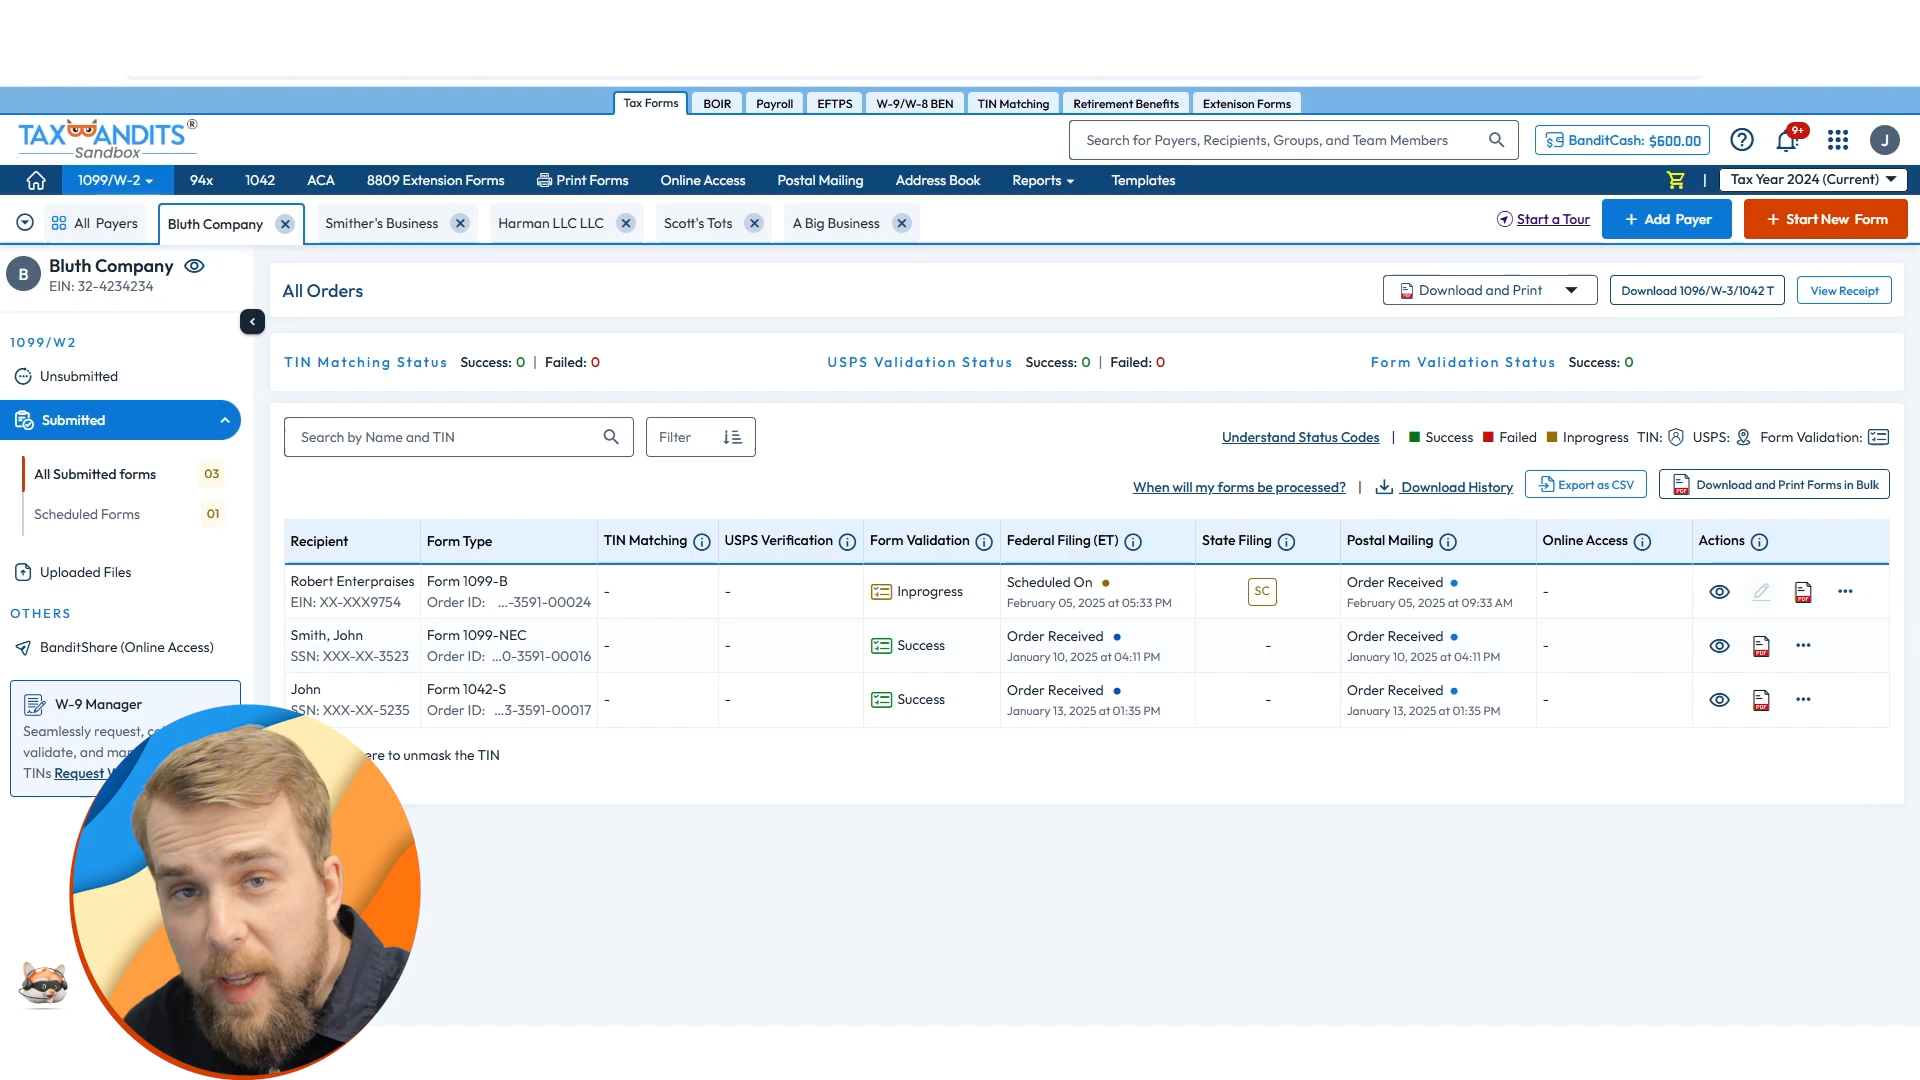 Tax Forms BOIR Payroll EFTPS W-9/W-8 BEN TIN Matching Retirement Benefits Extenison Forms
TAXBANDITS®
Sandbox
Search for Payers, Recipients, Groups, and Team Members
BanditCash: $600.00
9+
J
1099/W-2 94x 1042 ACA 8809 Extension Forms Print Forms Online Access Postal Mailing Address Book Reports Templates | Tax Year 2024 (Current)
All Payers Bluth Company Smither's Business Harman LLC LLC Scott's Tots A Big Business Start a Tour + Add Payer + Start New Form
B
Bluth Company
EIN: 32-4234234
1099/W2
Unsubmitted
Submitted
All Submitted forms 03
Scheduled Forms 01
Uploaded Files
OTHERS
BanditShare (Online Access)
W-9 Manager
Seamlessly request,
validate, and
TINs Request
All Orders Download and Print Download 1096/W-3/1042 T View Receipt
TIN Matching Status Success: 0 | Failed: 0 USPS Validation Status Success: 0 | Failed: 0 Form Validation Status Success: 0
Search by Name and TIN Filter Understand Status Codes | Success Failed Inprogress TIN: USPS: Form Validation:
When will my forms be processed? | Download History Export as CSV Download and Print Forms in Bulk
Recipient Form Type TIN Matching USPS Verification Form Validation Federal Filing (ET) State Filing Postal Mailing Online Access Actions
Robert Enterpraises Form 1099-B - - Inprogress Scheduled On SC Order Received -
EIN: XX-XXX9754 Order ID: ...-3591-00024 February 05, 2025 at 05:33 PM February 05, 2025 at 09:33 AM
Smith, John Form 1099-NEC - - Success Order Received - Order Received -
SSN: XXX-XX-3523 Order ID: ...0-3591-00016 January 10, 2025 at 04:11 PM January 10, 2025 at 04:11 PM
John Form 1042-S - - Success Order Received - Order Received -
SSN: XXX-XX-5235 Order ID: ...3-3591-00017 January 13, 2025 at 01:35 PM January 13, 2025 at 01:35 PM
to unmask the TIN